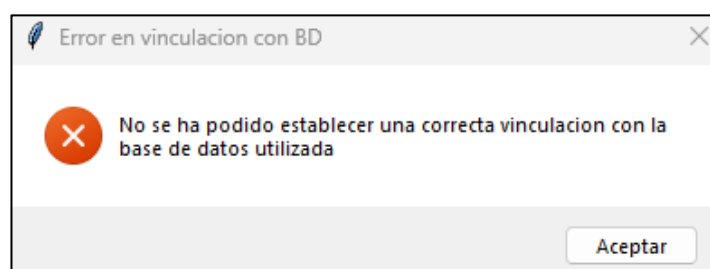 Error en vinculacion con BD
No se ha podido establecer una correcta vinculacion con la
base de datos utilizada
Aceptar